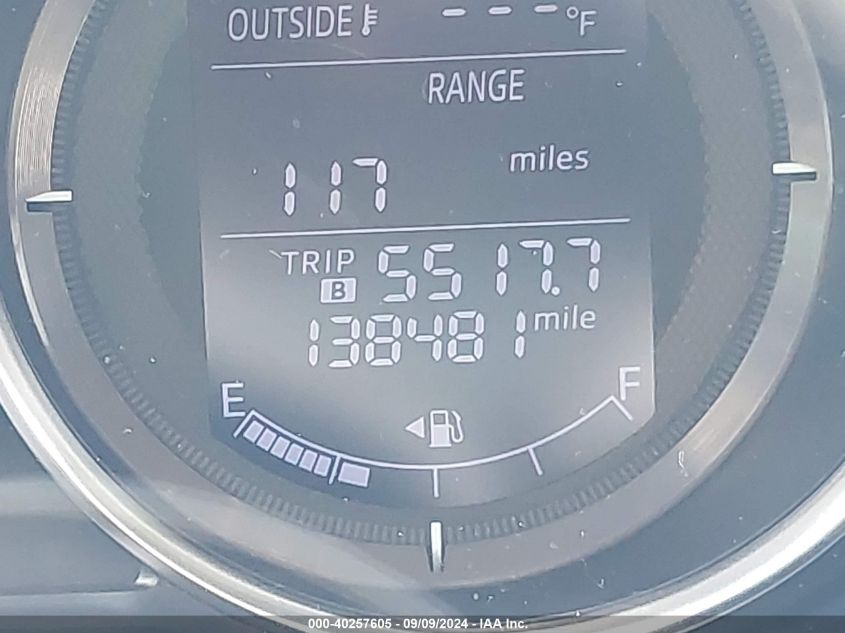 OUTSIDE - - - °F
RANGE
117 miles
TRIP B 5517.7
138481 mile
E F
000-40257605 - 09/09/2024 - IAA Inc.